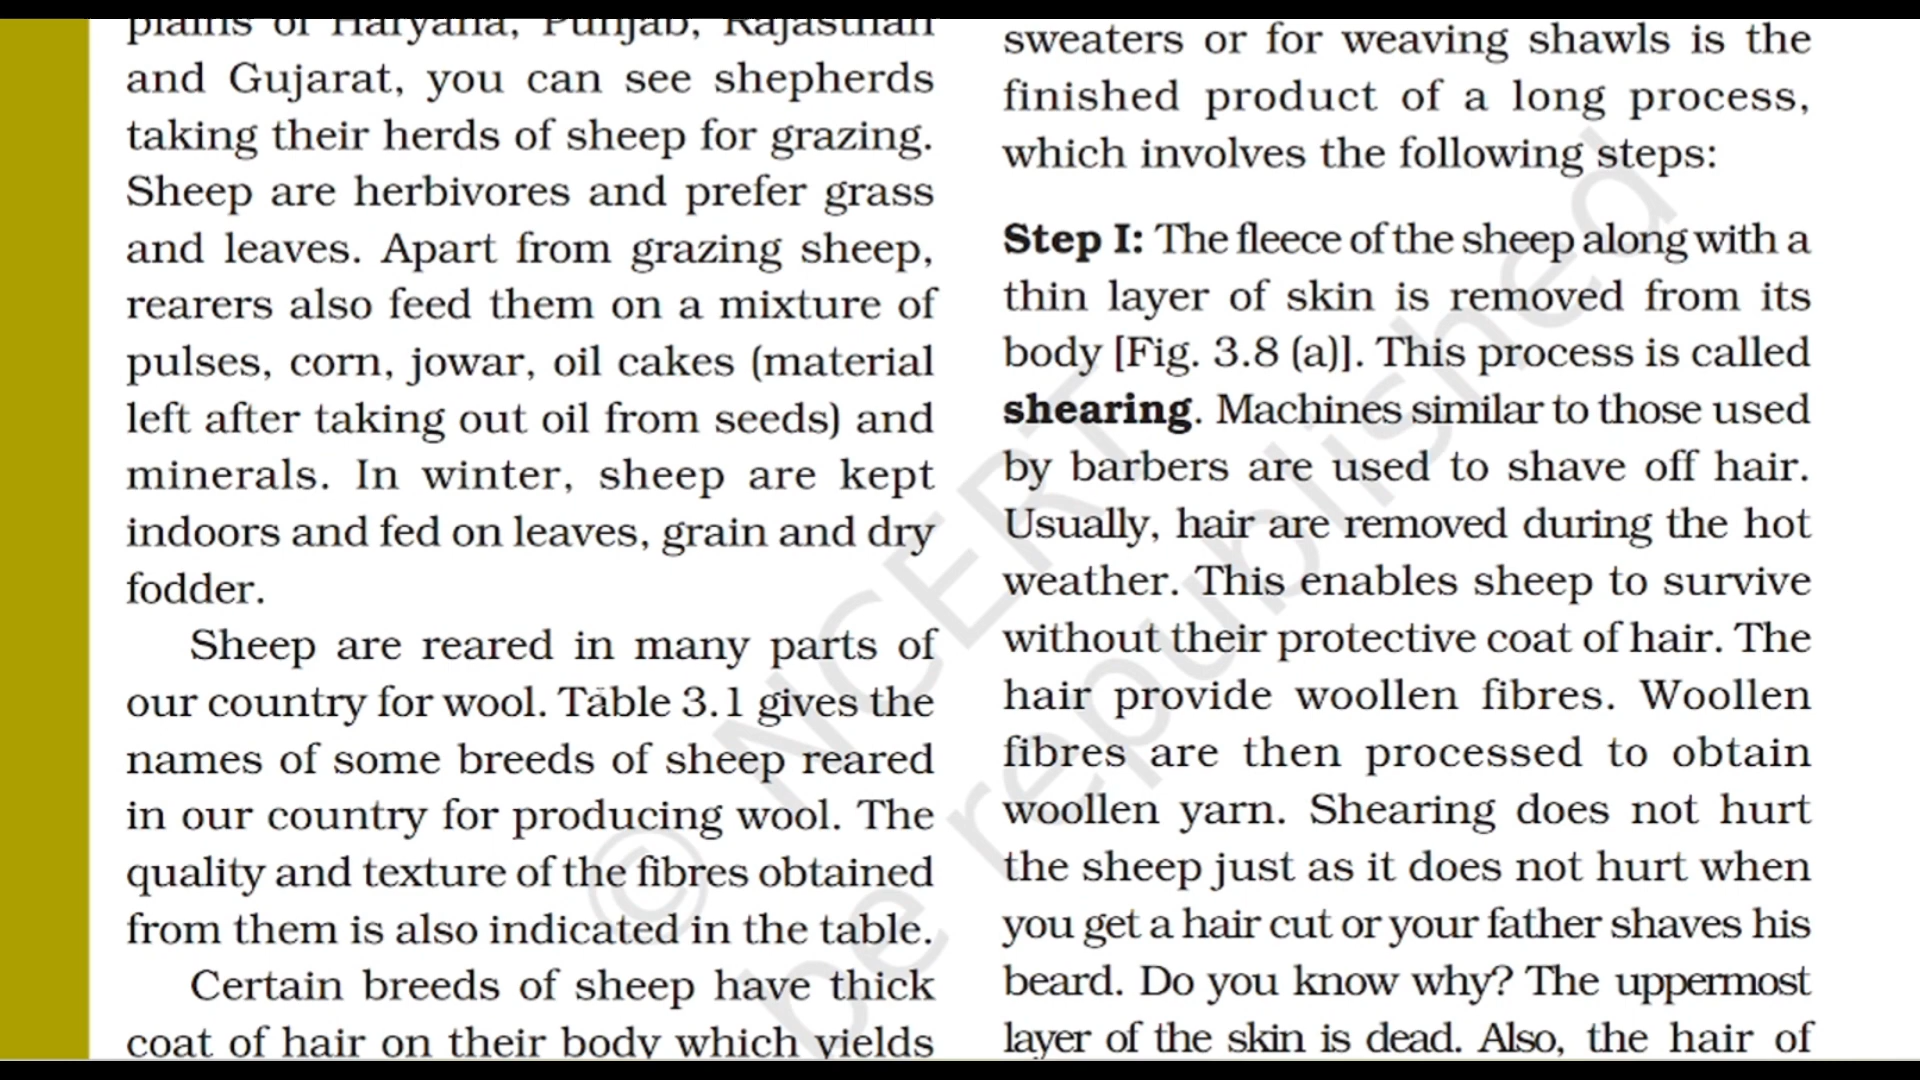 plains of Haryana, Punjab, Rajasthan
and Gujarat, you can see shepherds
taking their herds of sheep for grazing.
Sheep are herbivores and prefer grass
and leaves. Apart from grazing sheep,
rearers also feed them on a mixture of
pulses, corn, jowar, oil cakes (material
left after taking out oil from seeds) and
minerals. In winter, sheep are kept
indoors and fed on leaves, grain and dry
fodder.
Sheep are reared in many parts of
our country for wool. Table 3.1 gives the
names of some breeds of sheep reared
in our country for producing wool. The
quality and texture of the fibres obtained
from them is also indicated in the table.
Certain breeds of sheep have thick
coat of hair on their body which yields
sweaters or for weaving shawls is the
finished product of a long process,
which involves the following steps:
Step I: The fleece of the sheep along with a
thin layer of skin is removed from its
body [Fig. 3.8 (a)]. This process is called
shearing. Machines similar to those used
by barbers are used to shave off hair.
Usually, hair are removed during the hot
weather. This enables sheep to survive
without their protective coat of hair. The
hair provide woollen fibres. Woollen
fibres are then processed to obtain
woollen yarn. Shearing does not hurt
the sheep just as it does not hurt when
you get a hair cut or your father shaves his
beard. Do you know why? The uppermost
layer of the skin is dead. Also, the hair of
© NCERT
be republished